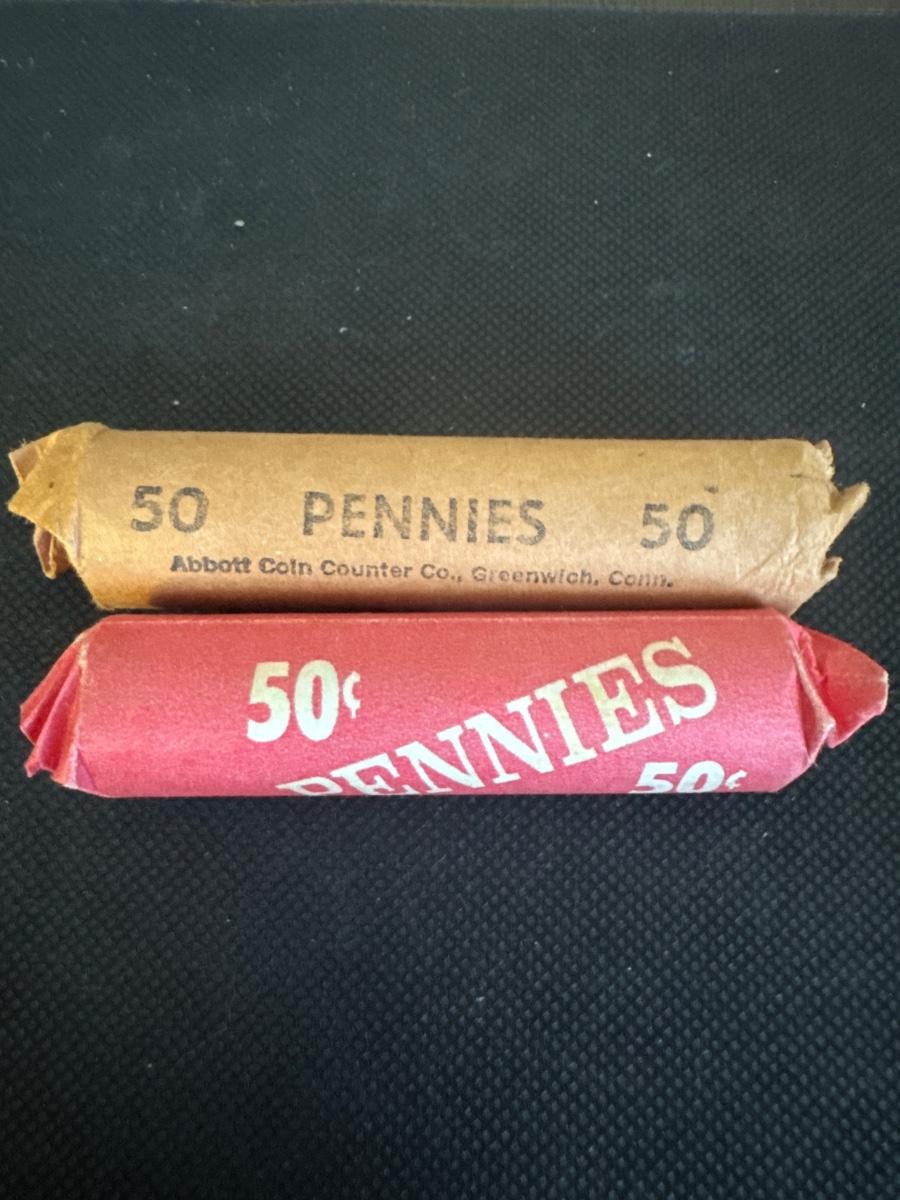 50 PENNIES 50
Abbott Coin Counter Co., Greenwich, Conn.
50¢
PENNIES
50¢